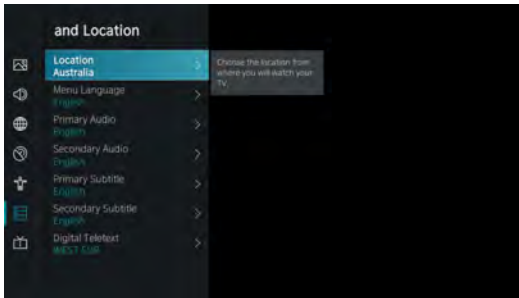 and Location
Location
Australia
Choose the location from
where you will watch your
TV.
Menu Language
English
Primary Audio
English
Secondary Audio
English
Primary Subtitle
English
Secondary Subtitle
English
Digital Teletext
WEST EUR